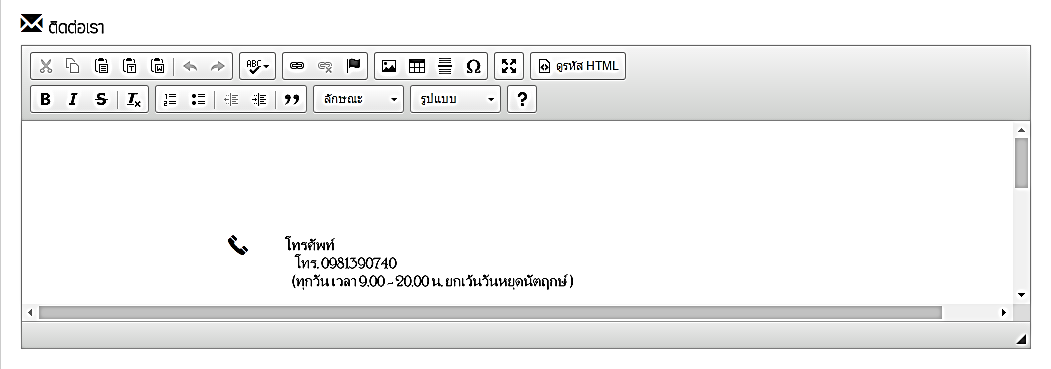 ติดต่อเรา
ABC
ดูรหัส HTML
B I S Ix
ลักษณะ
รูปแบบ
?
โทรศัพท์
โทร. 0981390740
(ทุกวัน เวลา 9.00 - 20.00 น. ยกเว้นวันหยุดนัตฤกษ์ )